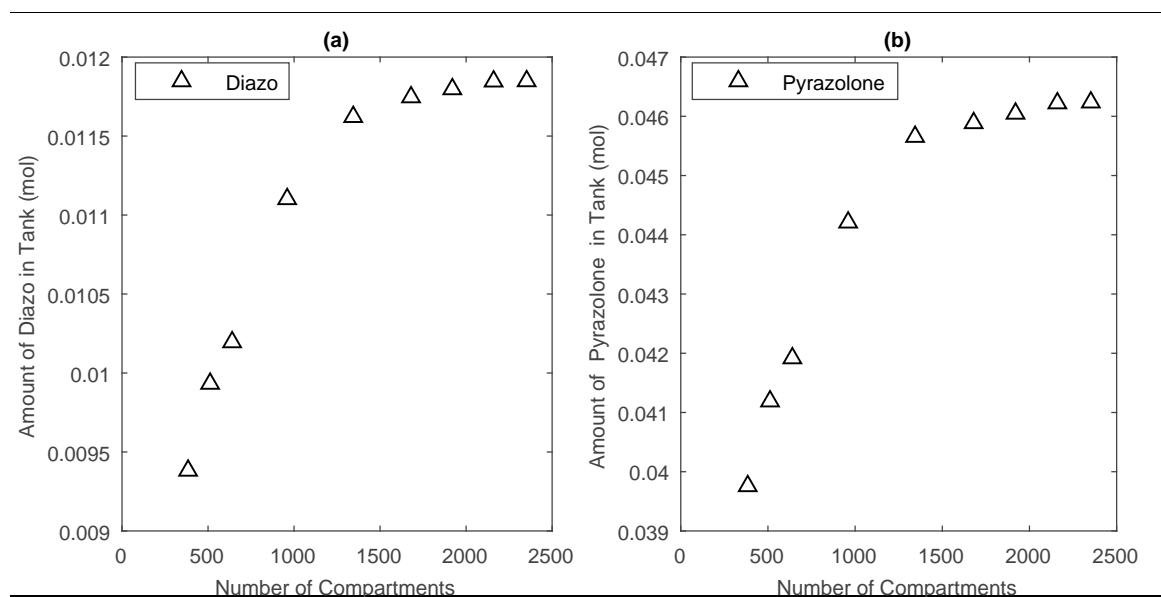 (a)
Diazo
0.012
0.0115
0.011
0.0105
0.01
0.0095
0.009
Amount of Diazo in Tank (mol)
0 500 1000 1500 2000 2500
Number of Compartments
(b)
Pyrazolone
0.047
0.046
0.045
0.044
0.043
0.042
0.041
0.04
0.039
Amount of Pyrazolone in Tank (mol)
0 500 1000 1500 2000 2500
Number of Compartments